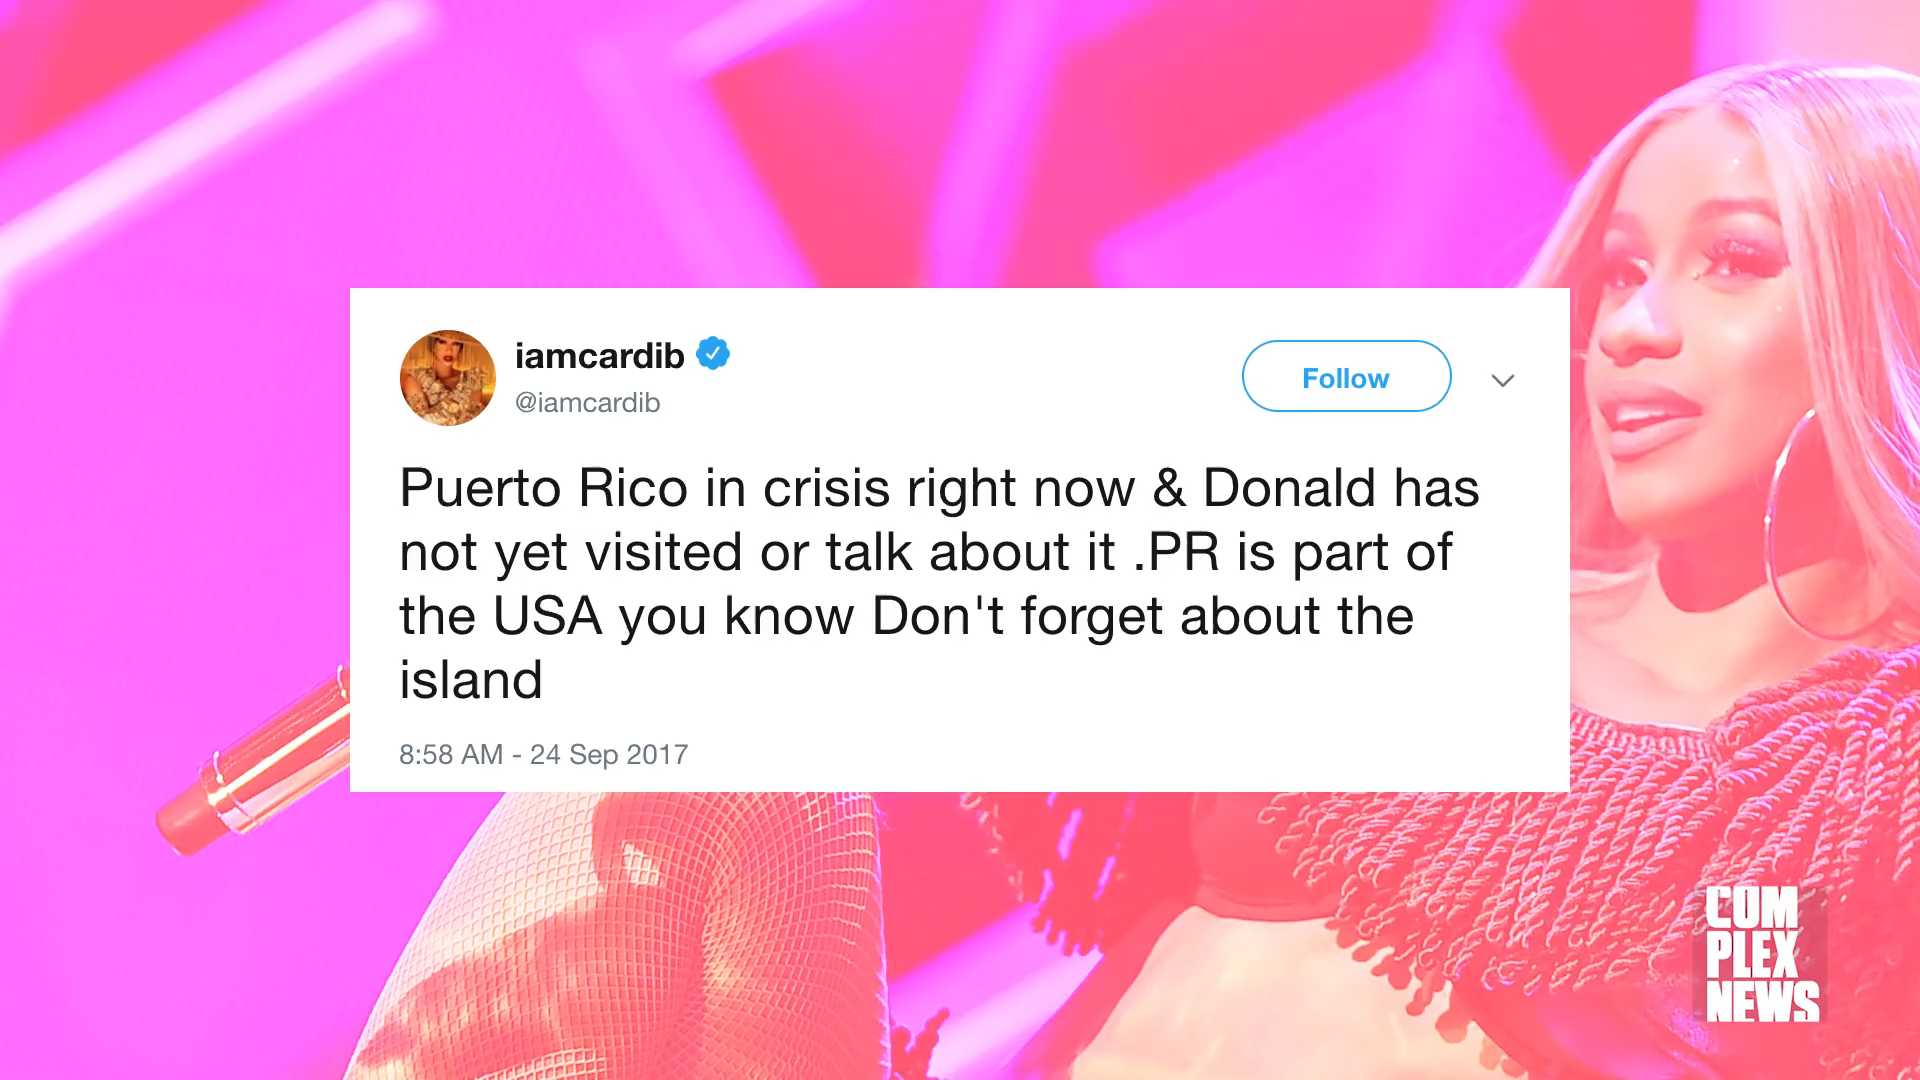 iamcardib
@iamcardib
Follow
Puerto Rico in crisis right now & Donald has
not yet visited or talk about it .PR is part of
the USA you know Don't forget about the
island
8:58 AM - 24 Sep 2017
COM
PLEX
NEWS